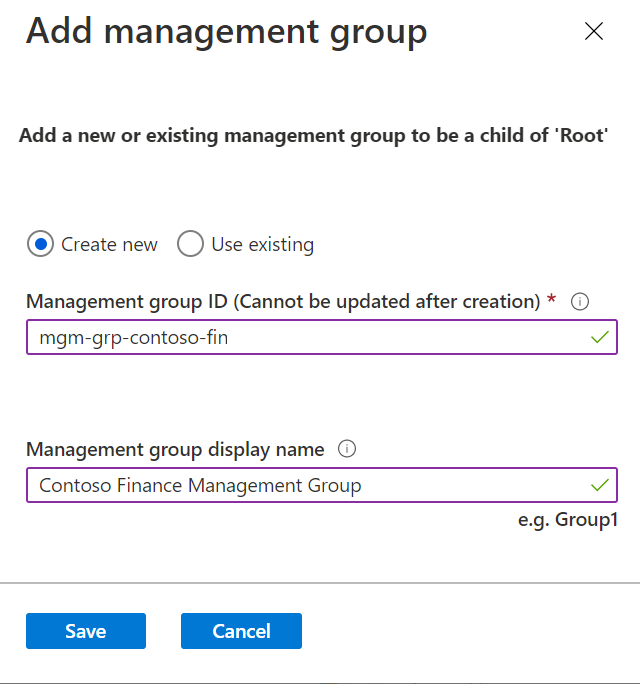 Add management group
Add a new or existing management group to be a child of 'Root'
Create new Use existing
Management group ID (Cannot be updated after creation) *
mgm-grp-contoso-fin
Management group display name
Contoso Finance Management Group
e.g. Group1
Save Cancel